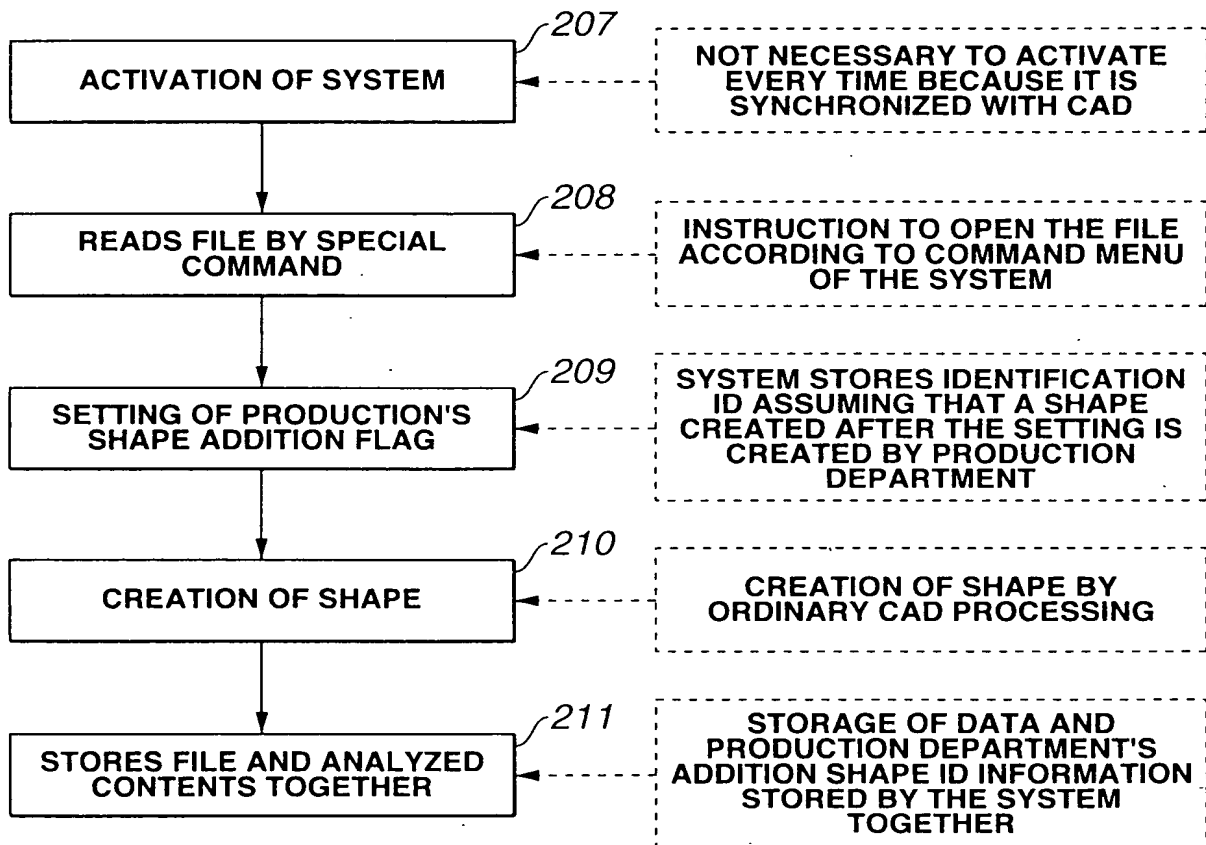 207
ACTIVATION OF SYSTEM
NOT NECESSARY TO ACTIVATE
EVERY TIME BECAUSE IT IS
SYNCHRONIZED WITH CAD
208
READS FILE BY SPECIAL
COMMAND
INSTRUCTION TO OPEN THE FILE
ACCORDING TO COMMAND MENU
OF THE SYSTEM
209
SETTING OF PRODUCTION'S
SHAPE ADDITION FLAG
SYSTEM STORES IDENTIFICATION
ID ASSUMING THAT A SHAPE
CREATED AFTER THE SETTING IS
CREATED BY PRODUCTION
DEPARTMENT
210
CREATION OF SHAPE
CREATION OF SHAPE BY
ORDINARY CAD PROCESSING
211
STORES FILE AND ANALYZED
CONTENTS TOGETHER
STORAGE OF DATA AND
PRODUCTION DEPARTMENT'S
ADDITION SHAPE ID INFORMATION
STORED BY THE SYSTEM
TOGETHER